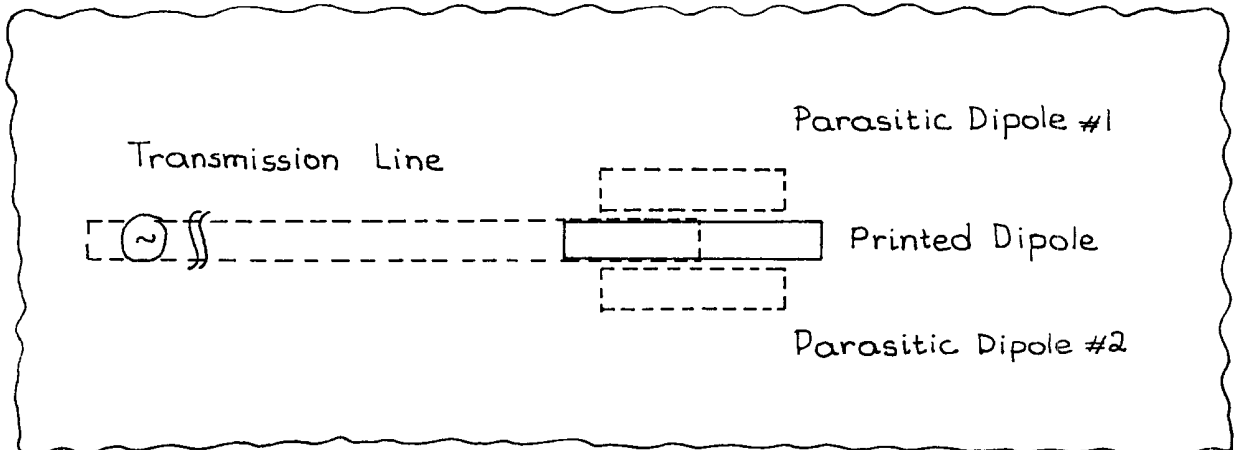 Parasitic Dipole #1
Transmission Line
~
Printed Dipole
Parasitic Dipole #2